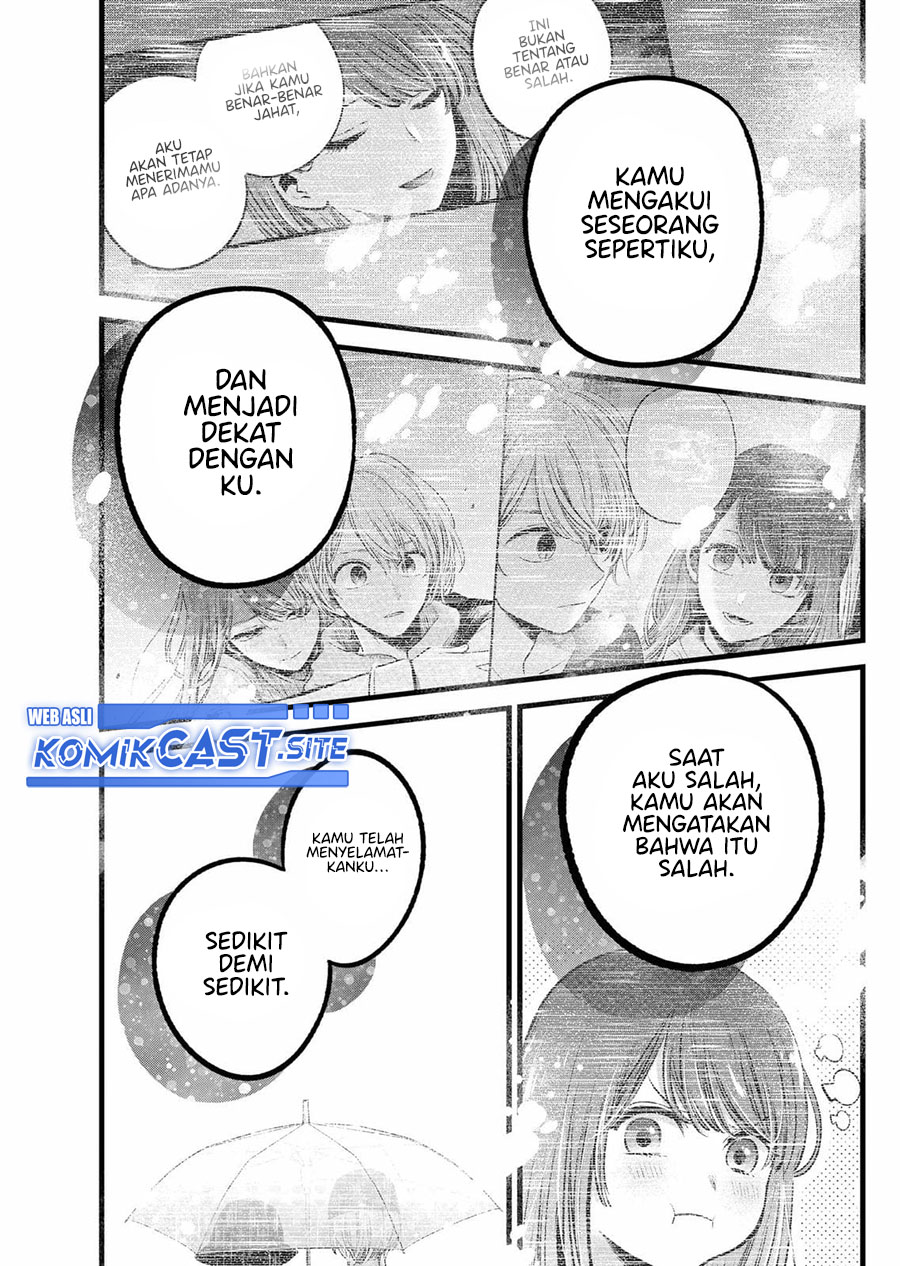 INI
BUKAN TENTANG
BENAR ATAU
SALAH.
BAHKAN
JIKA KAMU
BENAR-BENAR
JAHAT,
AKU
AKAN TETAP
MENERIMAMU
APA ADANYA.
KAMU
MENGAKUI
SESEORANG
SEPERTIKU,
DAN
MENJADI
DEKAT
DENGAN
KU.
SAAT
AKU SALAH,
KAMU AKAN
MENGATAKAN
BAHWA ITU
SALAH.
WEB ASLI
KOMIKCAST.SITE
KAMU TELAH
MENYELAMAT-
KANKU...
SEDIKIT
DEMI
SEDIKIT.